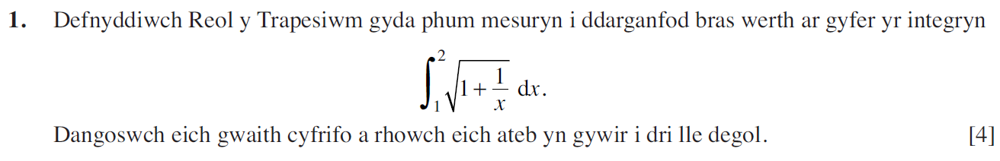 1. Defnyddiwch Reol y Trapesiwm gyda phum mesuryn i ddarganfod bras werth ar gyfer yr integryn
∫₁² √(1 + 1/x) dx.
Dangoswch eich gwaith cyfrifo a rhowch eich ateb yn gywir i dri lle degol. [4]